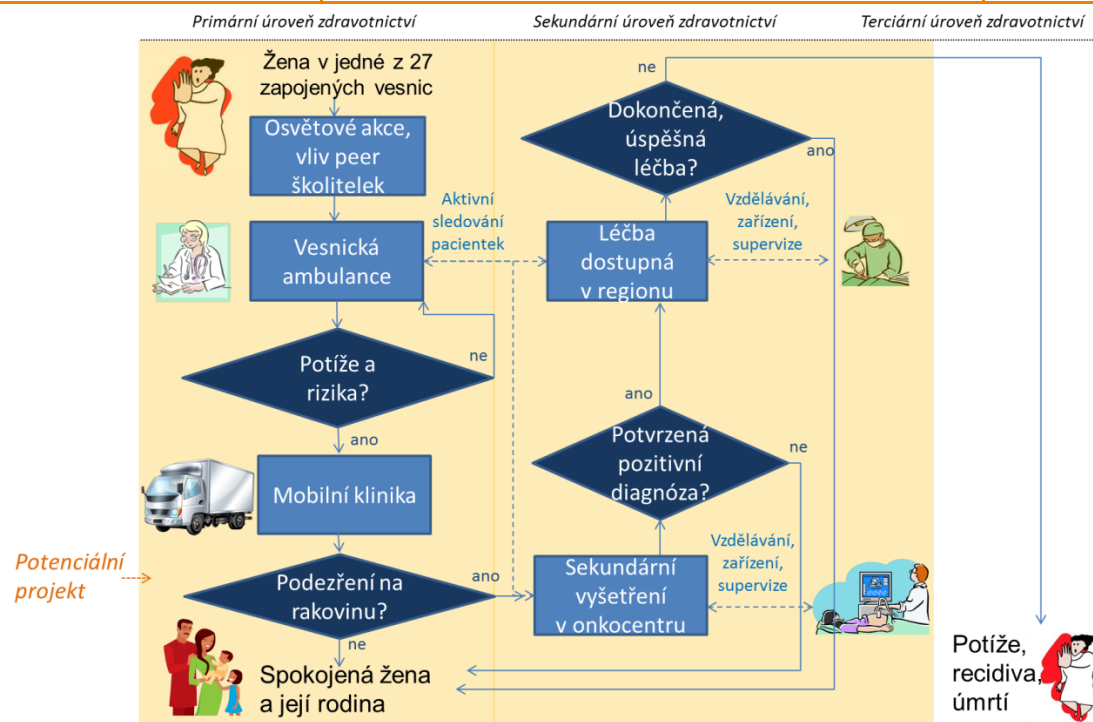 Primární úroveň zdravotnictví
Sekundární úroveň zdravotnictví
Terciární úroveň zdravotnictví
Žena v jedné z 27
zapojených vesnic
Osvětové akce,
vliv peer
školitelek
Vesnická
ambulance
Potíže a
rizika?
ne
ano
Mobilní klinika
Potenciální
projekt
Podezření na
rakovinu?
ano
ne
Spokojená žena
a její rodina
Aktivní
sledování
pacientek
ne
Dokončená,
úspěšná
léčba?
ano
Léčba
dostupná
v regionu
Vzdělávání,
zařízení,
supervize
ano
Potvrzená
pozitivní
diagnóza?
ne
Sekundární
vyšetření
v onkocentru
Vzdělávání,
zařízení,
supervize
Potíže,
recidiva,
úmrtí